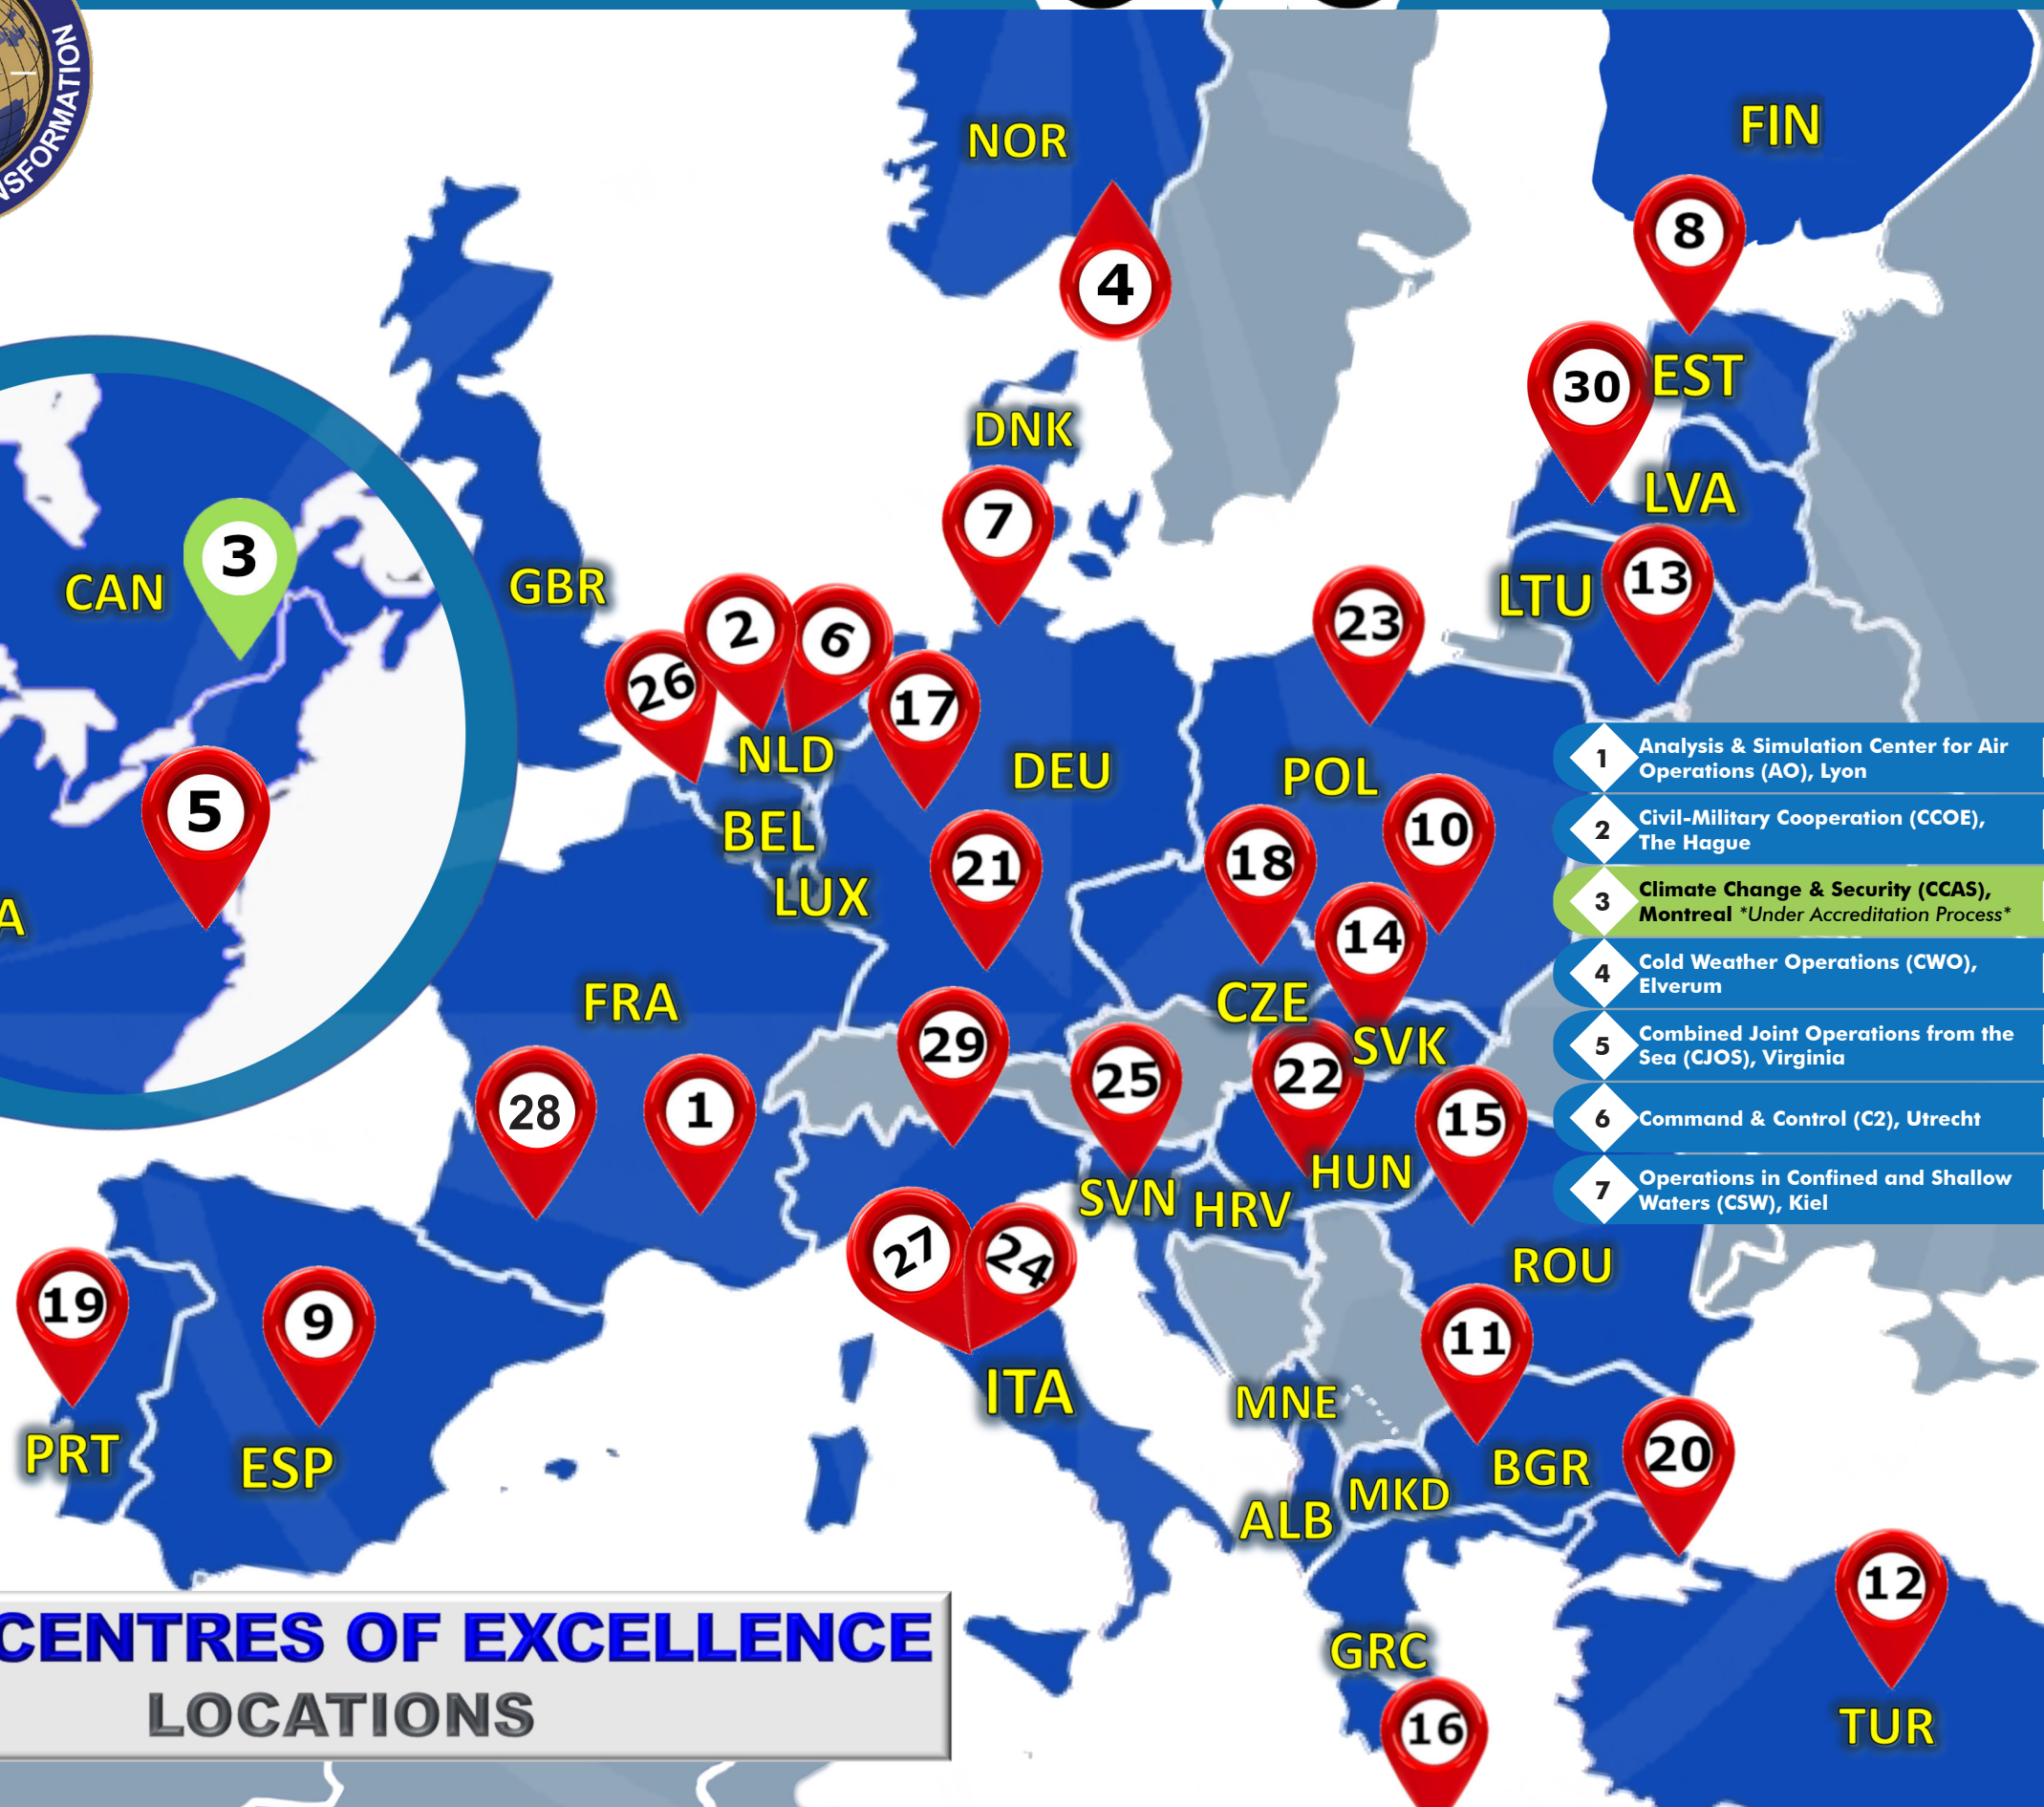 NSFORMATION
NOR
FIN
8
4
30
EST
DNK
LVA
7
3
CAN
GBR
LTU
13
2
6
23
26
17
NLD
DEU
POL
5
BEL
21
18
10
LUX
14
A
FRA
CZE
SVK
29
25
22
28
1
15
SVN
HRV
HUN
27
24
ROU
19
9
11
ITA
MNE
PRT
ESP
BGR
20
MKD
ALB
12
GRC
16
TUR
1
Analysis & Simulation Center for Air
Operations (AO), Lyon
2
Civil-Military Cooperation (CCOE),
The Hague
3
Climate Change & Security (CCAS),
Montreal *Under Accreditation Process*
4
Cold Weather Operations (CWO),
Elverum
5
Combined Joint Operations from the
Sea (CJOS), Virginia
6
Command & Control (C2), Utrecht
7
Operations in Confined and Shallow
Waters (CSW), Kiel
CENTRES OF EXCELLENCE
LOCATIONS